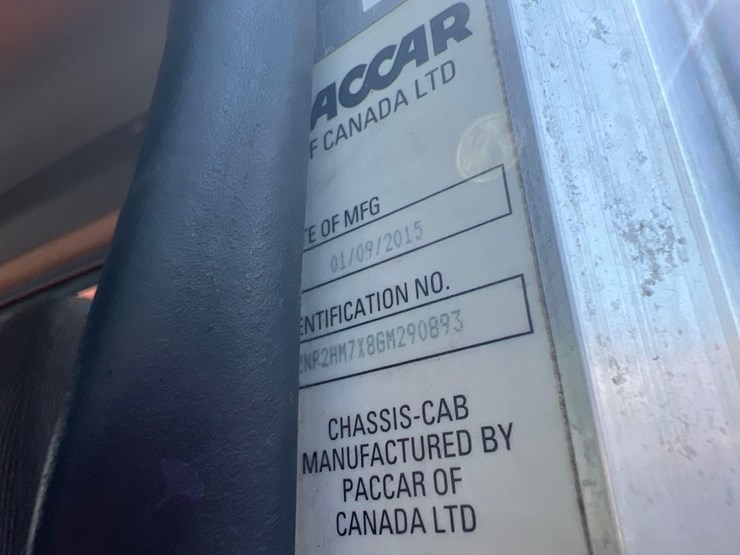 ACCAR
F CANADA LTD
TE OF MFG
01/09/2015
ENTIFICATION NO.
2NP2HM7X8GM290893
CHASSIS-CAB
MANUFACTURED BY
PACCAR OF
CANADA LTD